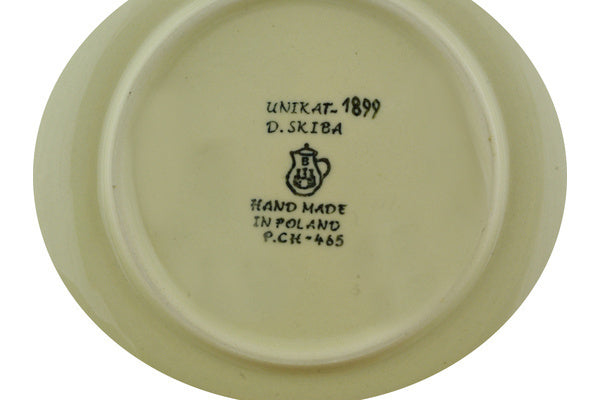 UNIKAT-1899
D. SKIBA
B
HAND MADE
IN POLAND
P.CH-465